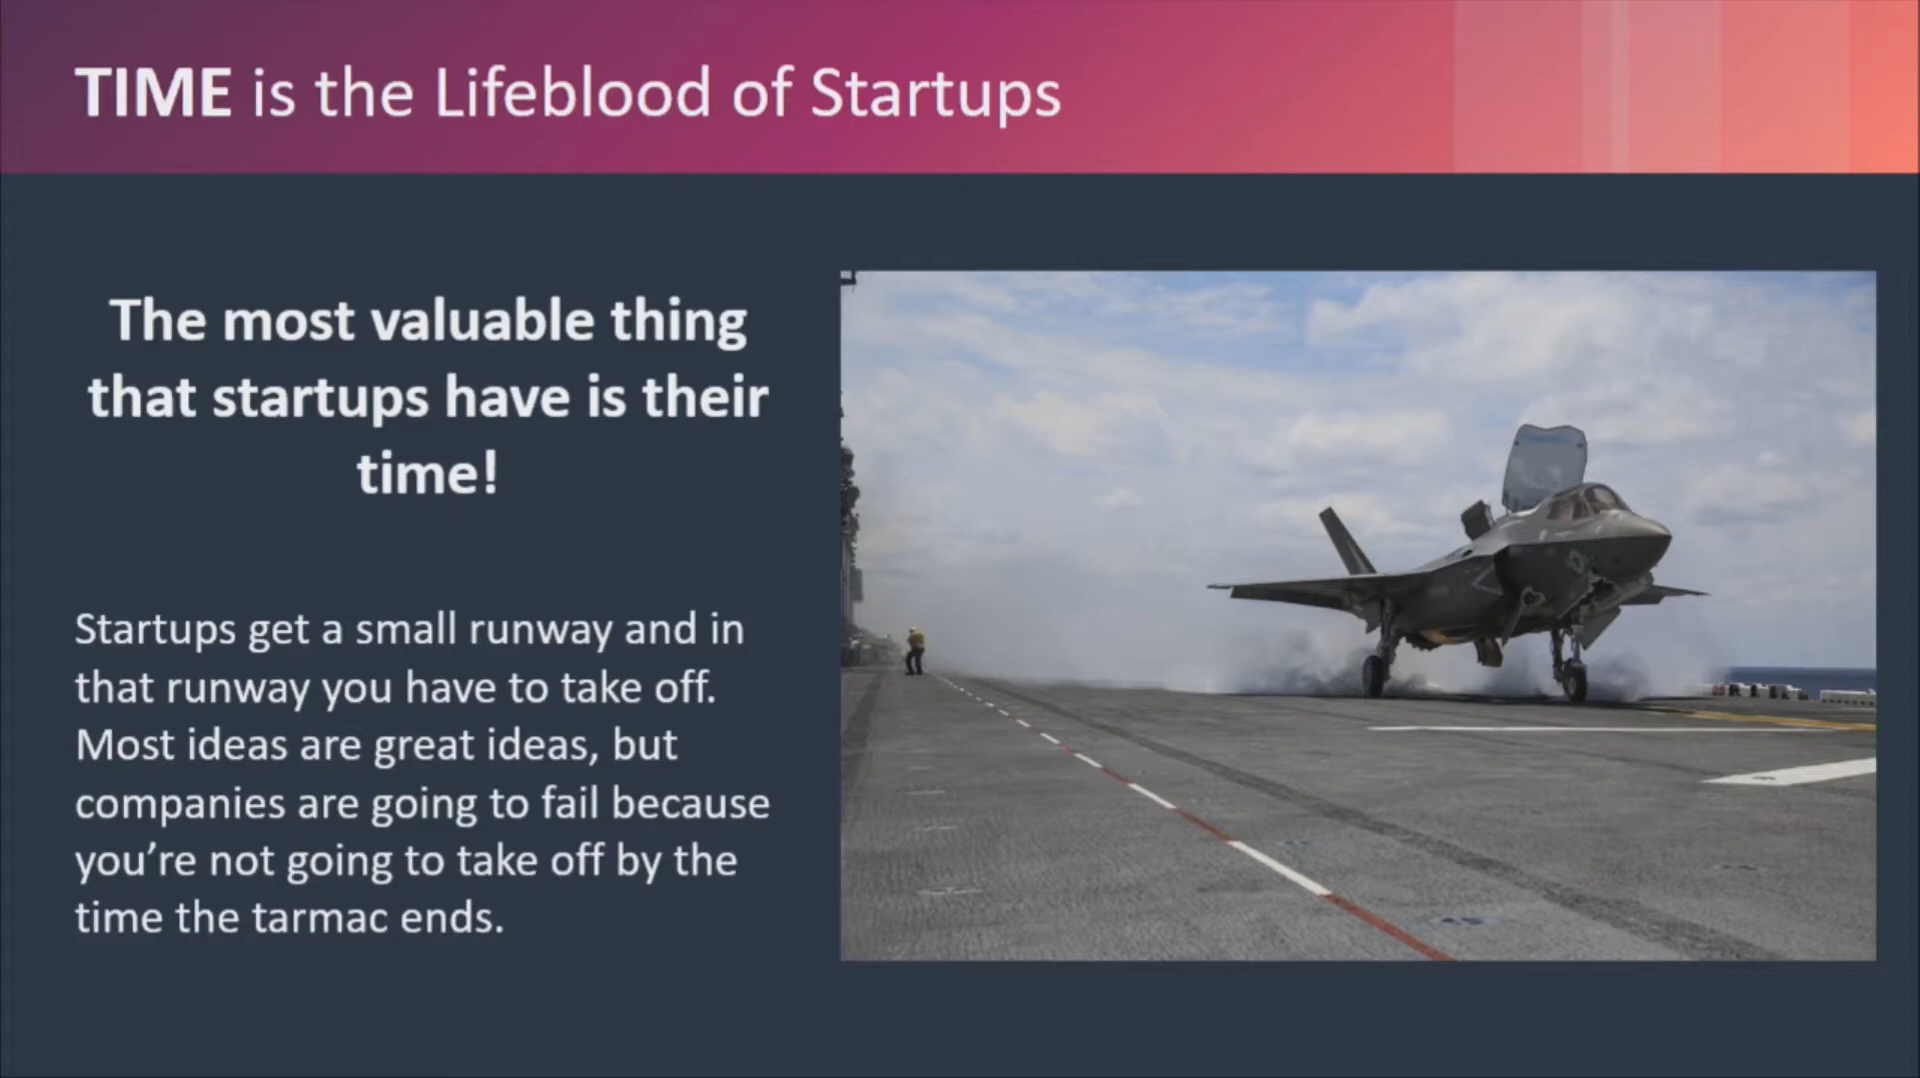 TIME is the Lifeblood of Startups
The most valuable thing
that startups have is their
time!
Startups get a small runway and in
that runway you have to take off.
Most ideas are great ideas, but
companies are going to fail because
you’re not going to take off by the
time the tarmac ends.